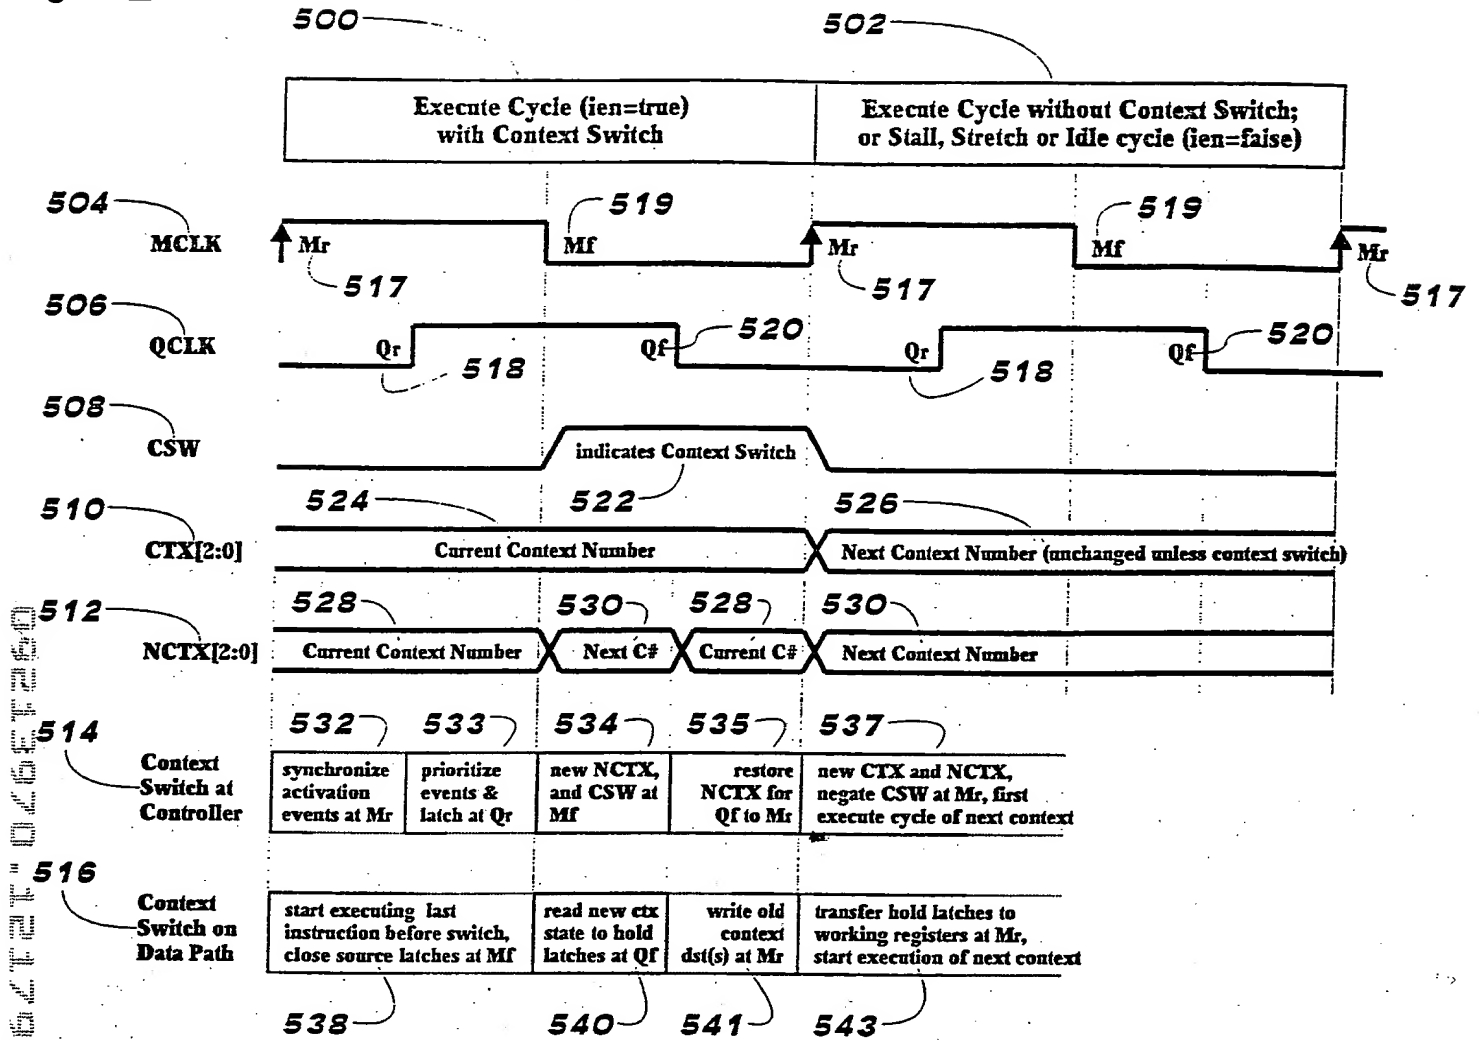 500
502
Execute Cycle (ien=true)
with Context Switch
Execute Cycle without Context Switch;
or Stall, Stretch or Idle cycle (ien=false)
504
MCLK
Mr
517
Mf
519
Mr
517
Mf
519
Mr
517
506
QCLK
Qr
518
Qf
520
Qr
518
Qf
520
508
CSW
indicates Context Switch
522
510
CTX[2:0]
524
Current Context Number
526
Next Context Number (unchanged unless context switch)
512
NCTX[2:0]
528
Current Context Number
530
Next C#
528
Current C#
530
Next Context Number
514
Context
Switch at
Controller
532
synchronize
activation
events at Mr
533
prioritize
events &
latch at Qr
534
new NCTX,
and CSW at
Mf
535
restore
NCTX for
Qf to Mr
537
new CTX and NCTX,
negate CSW at Mr, first
execute cycle of next context
516
Context
Switch on
Data Path
start executing last
instruction before switch,
close source latches at Mf
538
read new ctx
state to hold
latches at Qf
540
write old
context
dst(s) at Mr
541
transfer hold latches to
working registers at Mr,
start execution of next context
543